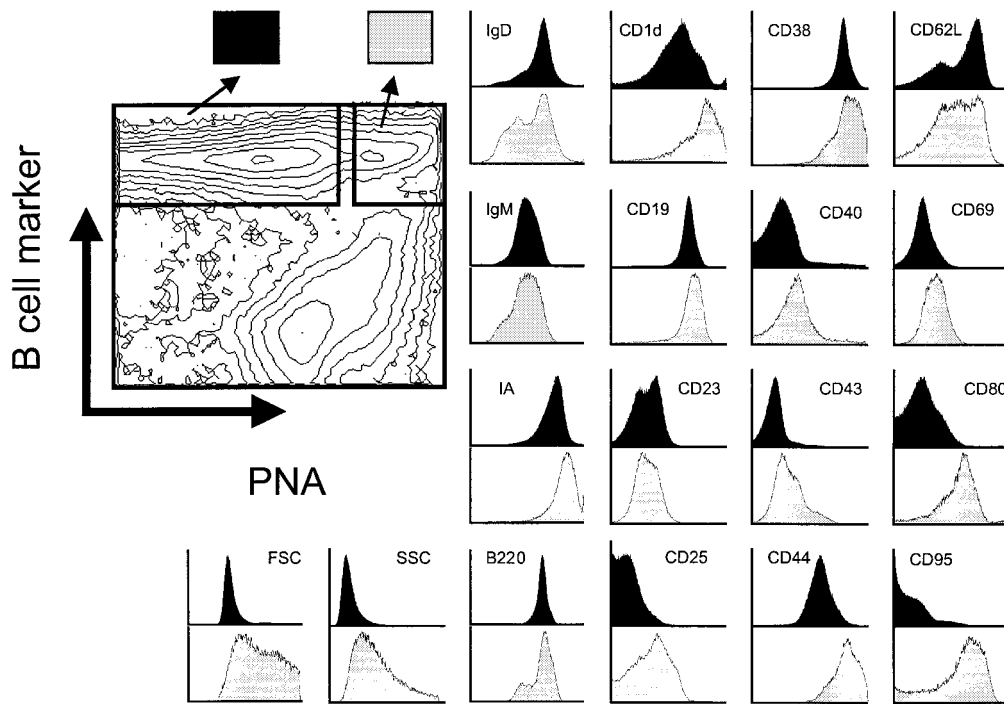 IgD
CD1d
CD38
CD62L
B cell marker
IgM
CD19
CD40
CD69
IA
CD23
CD43
CD80
PNA
FSC
SSC
B220
CD25
CD44
CD95